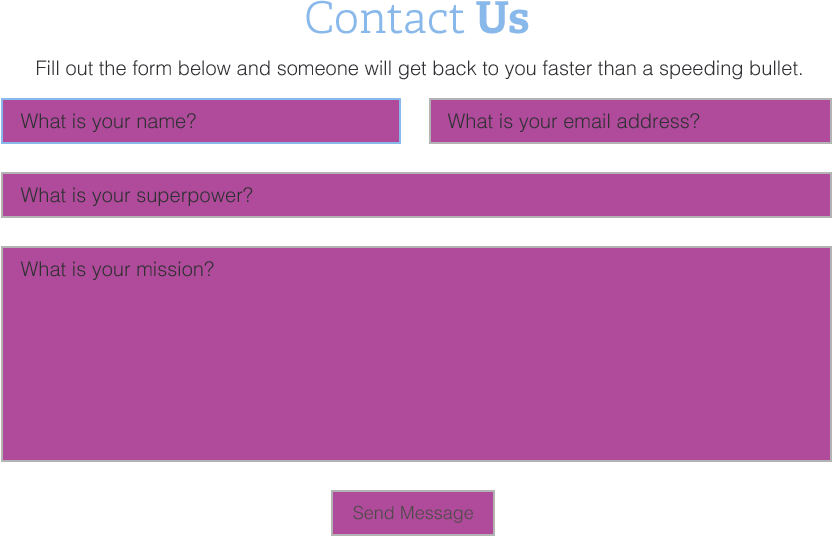 Contact Us
Fill out the form below and someone will get back to you faster than a speeding bullet.
What is your name?
What is your email address?
What is your superpower?
What is your mission?
Send Message